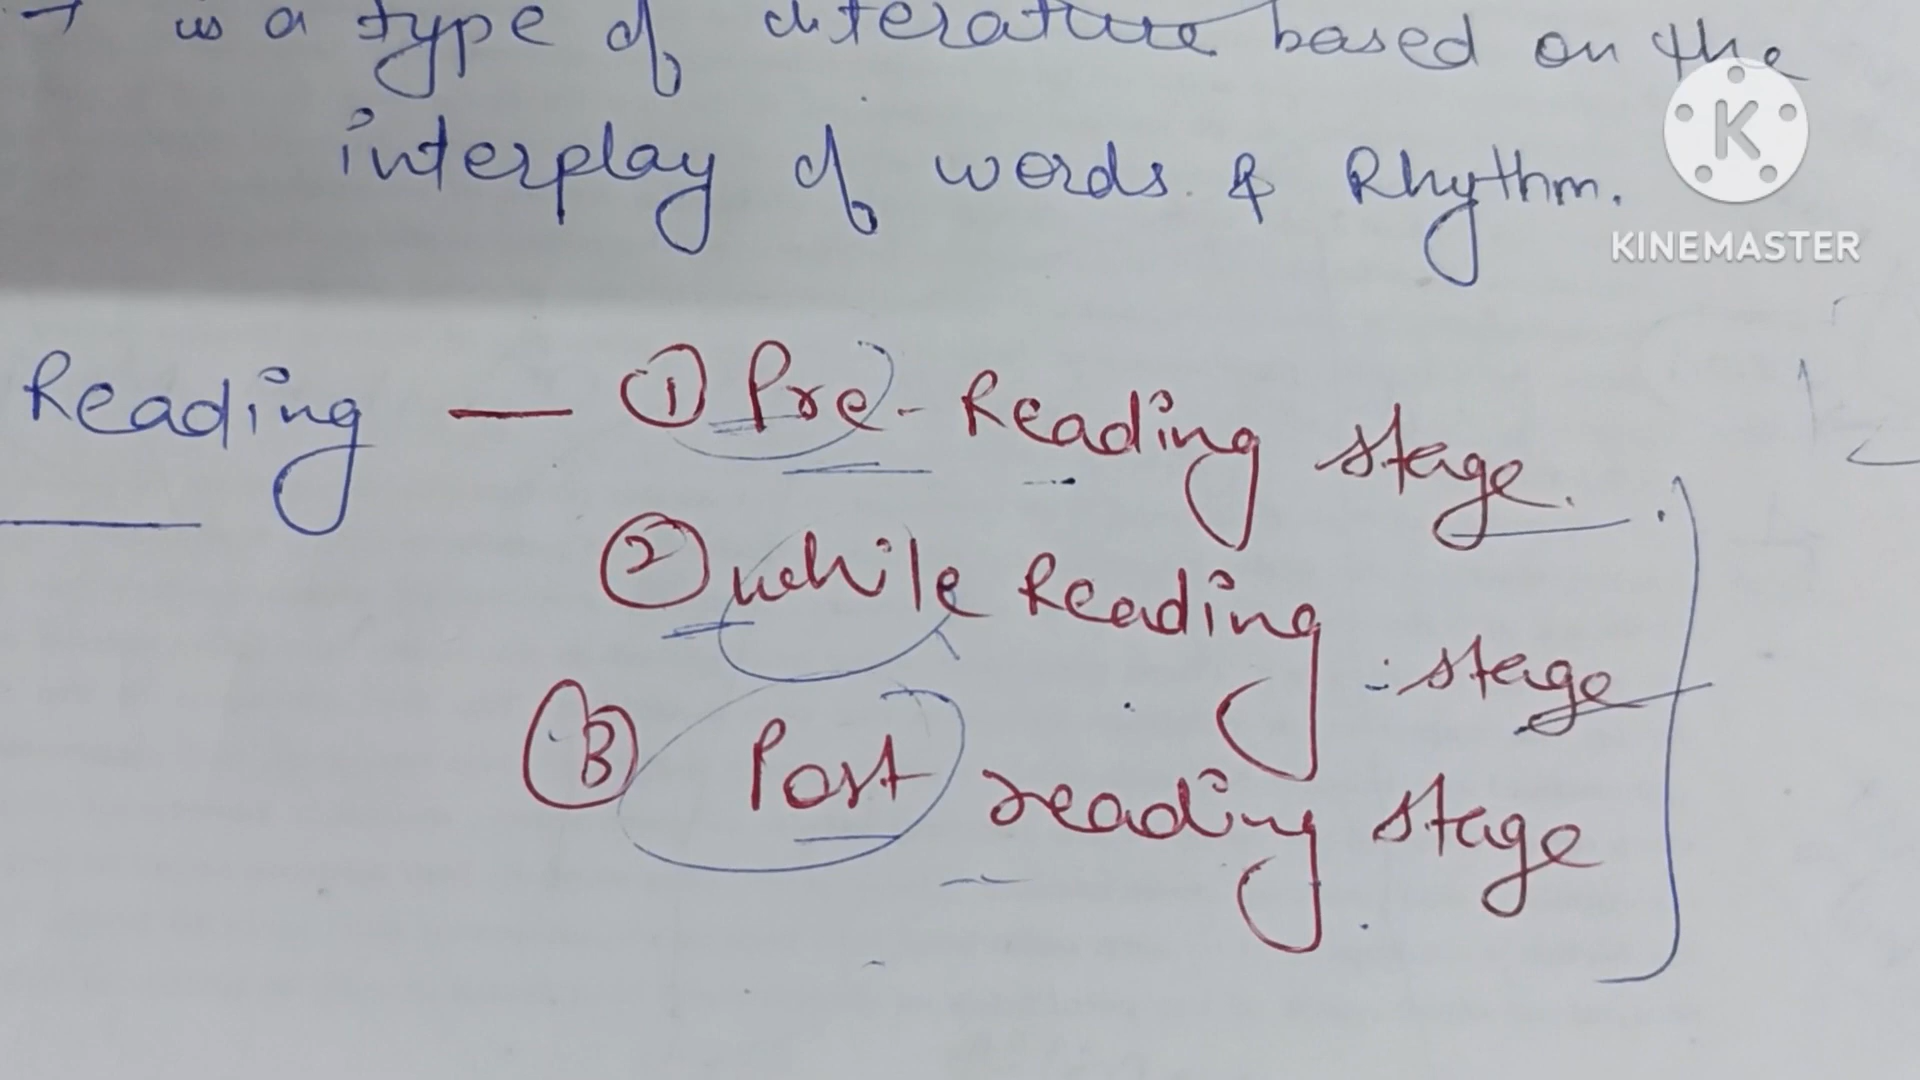 is a type of literature based on the
interplay of words & Rhythm.
KINEMASTER
Reading — ① Pre-Reading stage.
② while Reading stage
③ Post reading stage